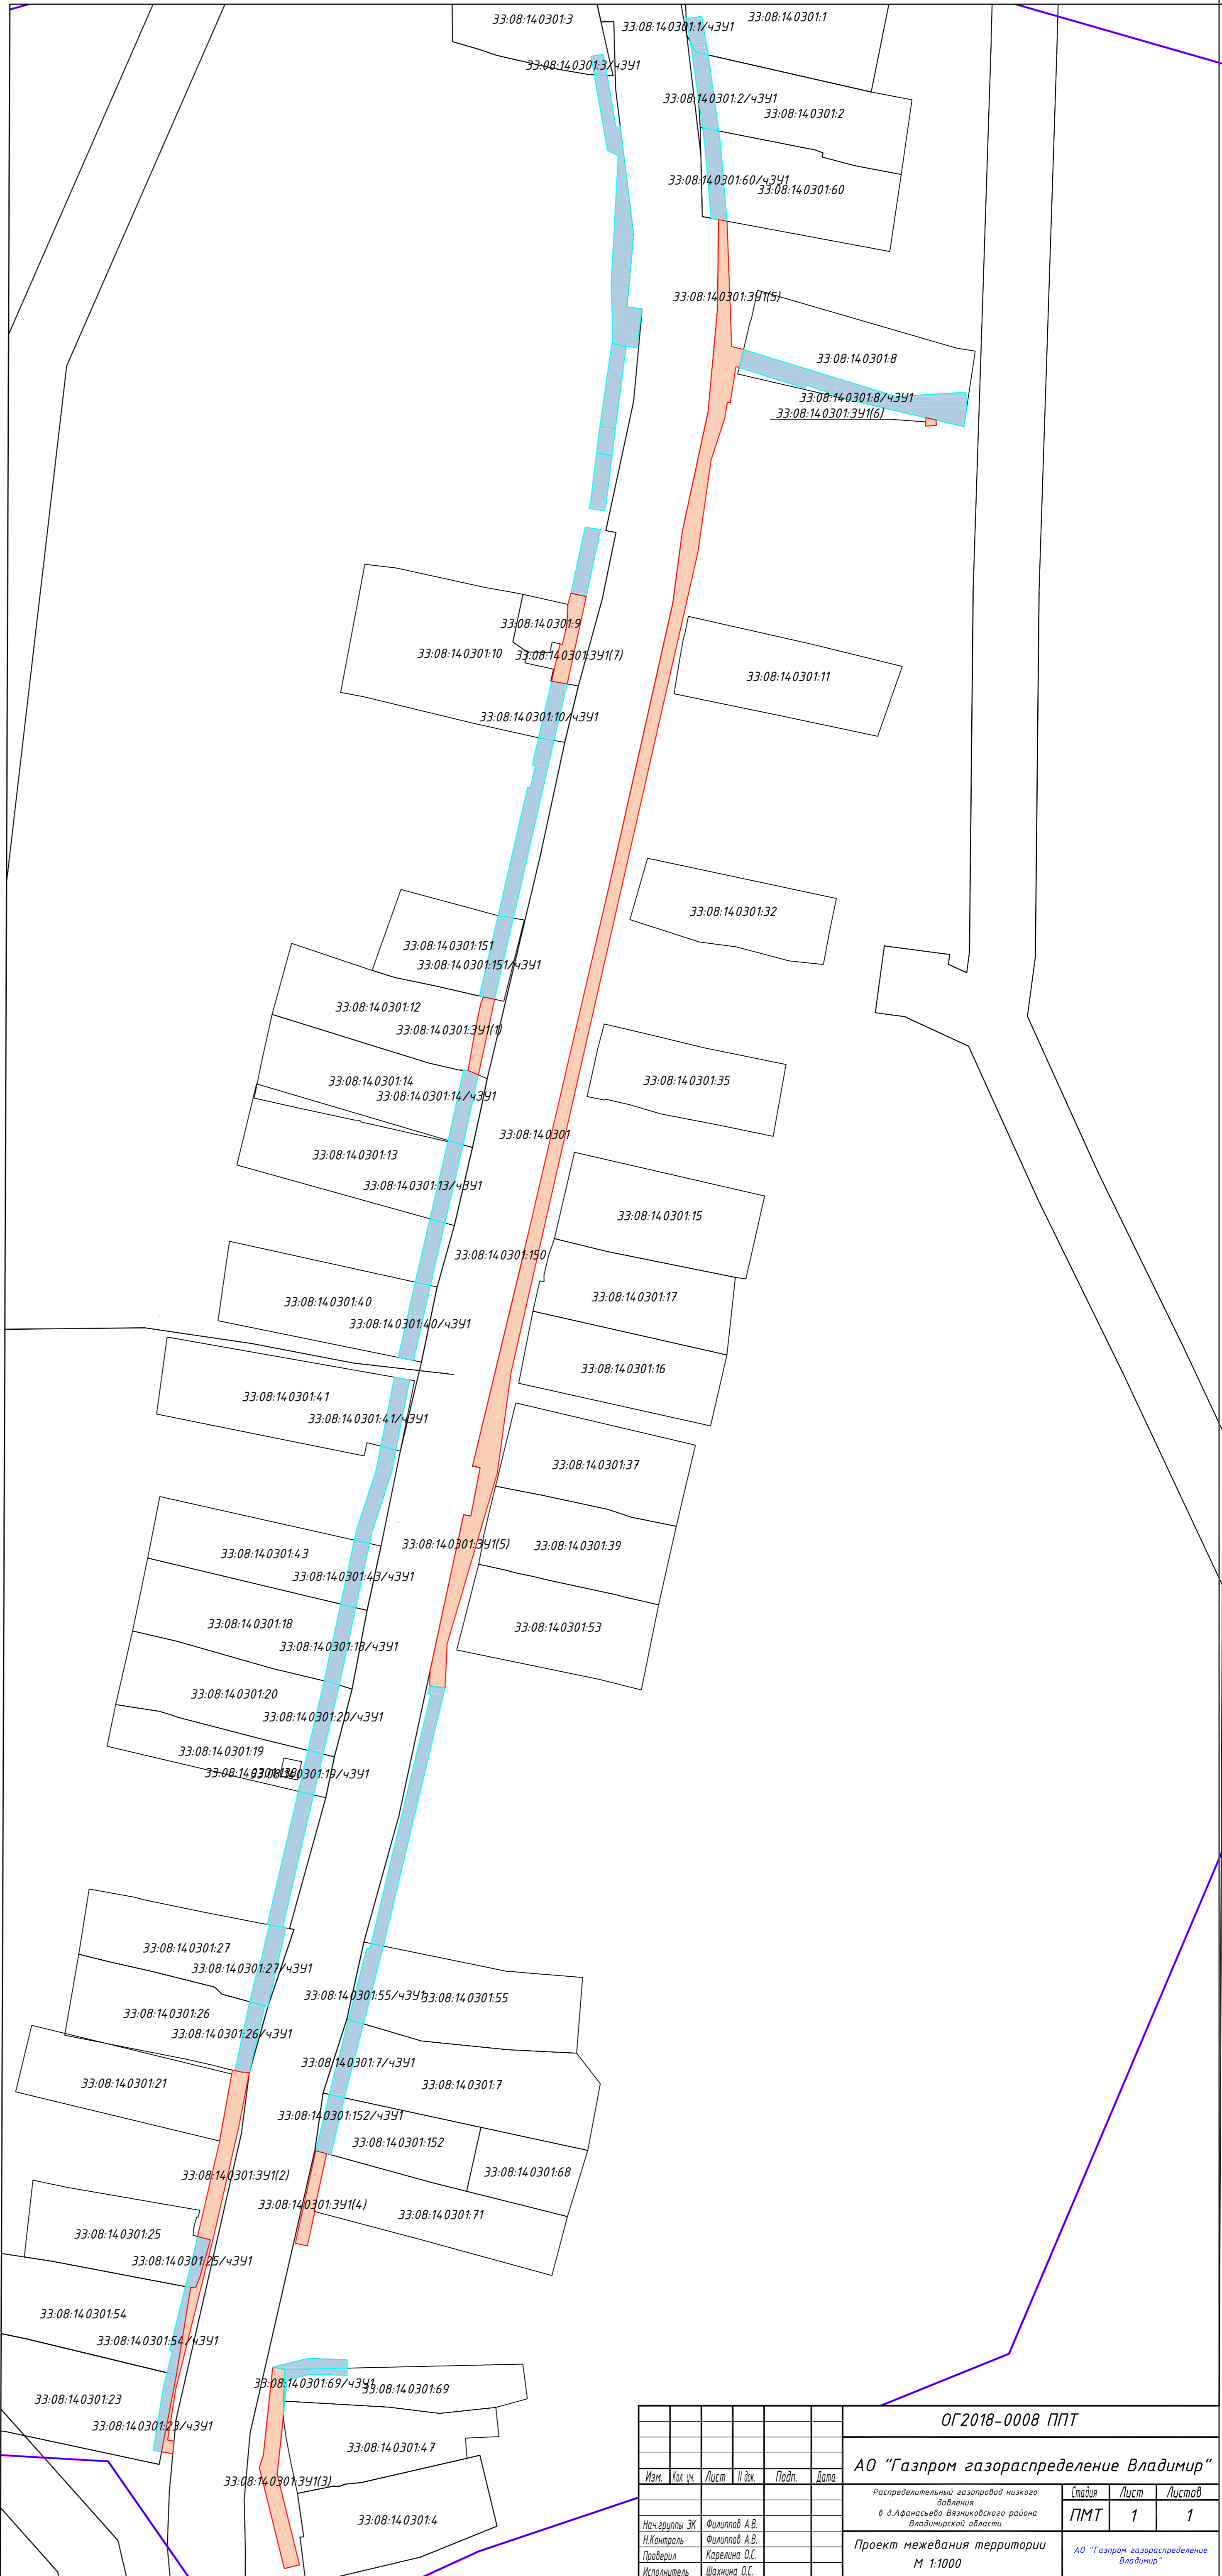 33:08:140301:3
33:08:140301:1
33:08:140301:1/чЗУ1
33:08:140301:3/чЗУ1
33:08:140301:2/чЗУ1
33:08:140301:2
33:08:140301:60/чЗУ1
33:08:140301:60
33:08:140301:ЗУ1(5)
33:08:140301:8
33:08:140301:8/чЗУ1
33:08:140301:ЗУ1(6)
33:08:140301:9
33:08:140301:10
33:08:140301:ЗУ1(7)
33:08:140301:11
33:08:140301:10/чЗУ1
33:08:140301:32
33:08:140301:151
33:08:140301:151/чЗУ1
33:08:140301:12
33:08:140301:ЗУ1(1)
33:08:140301:14
33:08:140301:35
33:08:140301:14/чЗУ1
33:08:140301
33:08:140301:13
33:08:140301:13/чЗУ1
33:08:140301:15
33:08:140301:150
33:08:140301:17
33:08:140301:40
33:08:140301:40/чЗУ1
33:08:140301:16
33:08:140301:41
33:08:140301:41/чЗУ1
33:08:140301:37
33:08:140301:ЗУ1(5)
33:08:140301:39
33:08:140301:43
33:08:140301:43/чЗУ1
33:08:140301:18
33:08:140301:53
33:08:140301:18/чЗУ1
33:08:140301:20
33:08:140301:20/чЗУ1
33:08:140301:19
33:08:140301:19/чЗУ1
33:08:140301:27
33:08:140301:27/чЗУ1
33:08:140301:55/чЗУ1
33:08:140301:55
33:08:140301:26
33:08:140301:26/чЗУ1
33:08:140301:7/чЗУ1
33:08:140301:21
33:08:140301:7
33:08:140301:152/чЗУ1
33:08:140301:152
33:08:140301:68
33:08:140301:ЗУ1(2)
33:08:140301:ЗУ1(4)
33:08:140301:71
33:08:140301:25
33:08:140301:25/чЗУ1
33:08:140301:54
33:08:140301:54/чЗУ1
33:08:140301:69/чЗУ1
33:08:140301:69
33:08:140301:23
33:08:140301:23/чЗУ1
33:08:140301:47
33:08:140301:ЗУ1(3)
33:08:140301:4
ОГ2018-0008 ППТ
АО "Газпром газораспределение Владимир"
Изм. Кол. уч. Лист N док. Подп. Дата
Распределительный газопровод низкого
давления
в д.Афанасьево Вязниковского района
Владимирской области
Стадия Лист Листов
ПМТ 1 1
Нач.группы ЗК Филиппов А.В.
Н.Контроль Филиппов А.В.
Проверил Карелина О.С.
Исполнитель Шахнина О.С.
Проект межевания территории
М 1:1000
АО "Газпром газораспределение
Владимир"